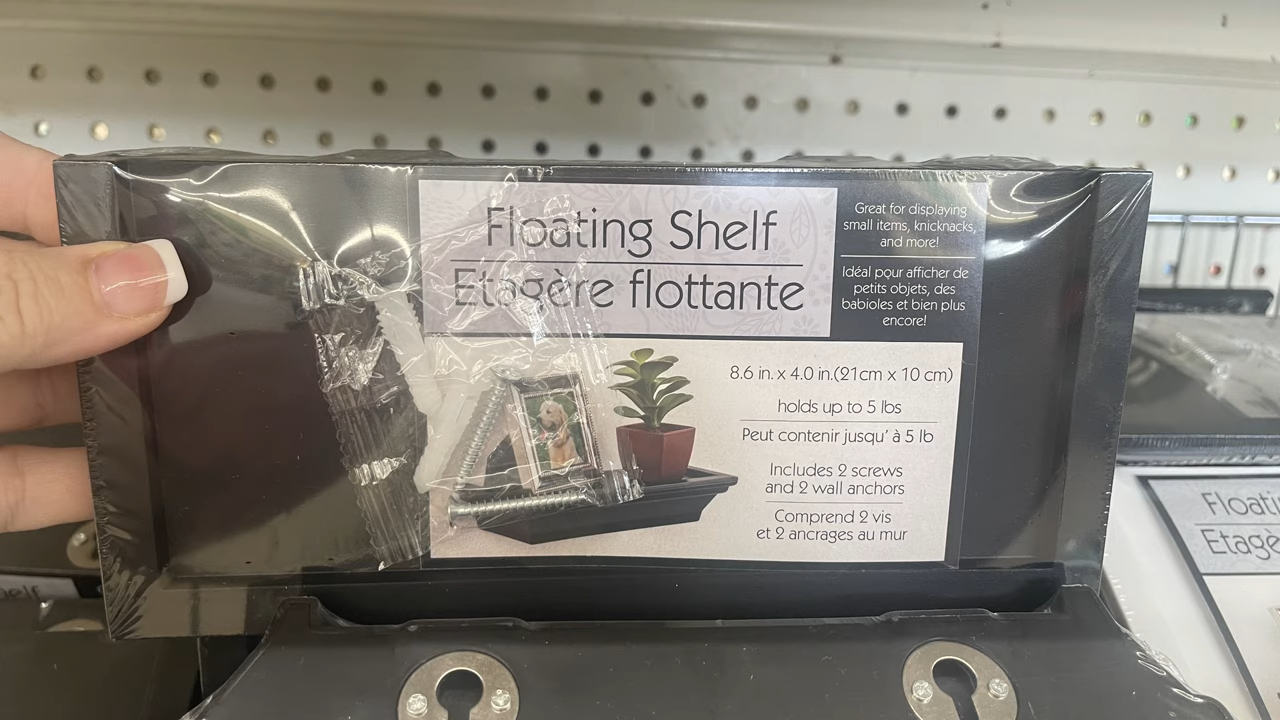 Floating Shelf
Etagère flottante
Great for displaying
small items, knicknacks,
and more!
Idéal pour afficher de
petits objets, des
babioles et bien plus
encore!
8.6 in. x 4.0 in.(21cm x 10 cm)
holds up to 5 lbs
Peut contenir jusqu' à 5 lb
Includes 2 screws
and 2 wall anchors
Comprend 2 vis
et 2 ancrages au mur
Floati
Etagè
elf